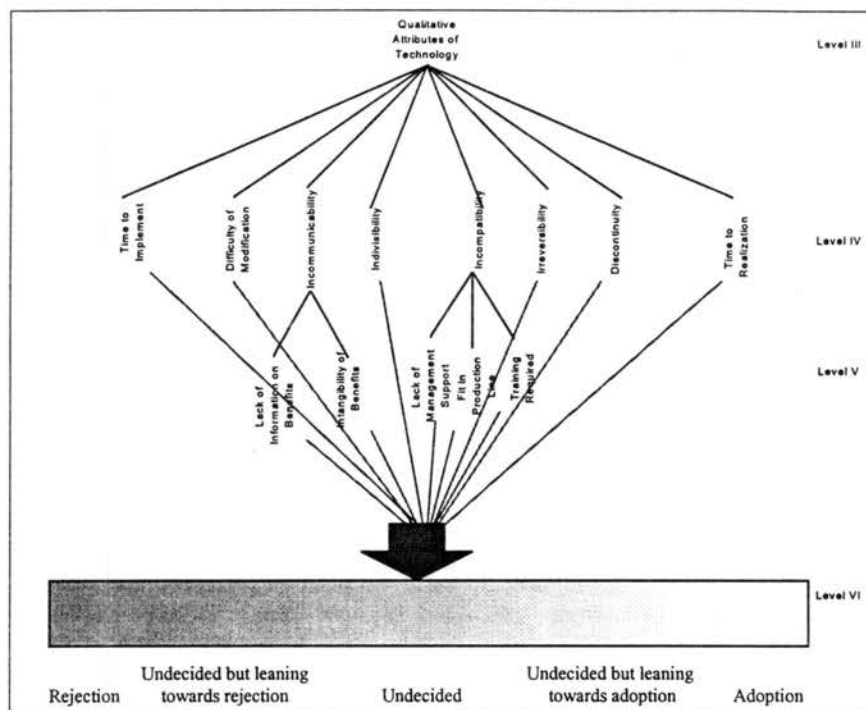 Qualitative
Attributes of
Technology
Level III
Time to
Implement
Difficulty of
Modification
Incommunicability
Indivisibility
Incompatibility
Irreversibility
Discontinuity
Time to
Realization
Level IV
Lack of
Information on
Benefits
Intangibility of
Benefits
Lack of
Management
Support
Fit in
Production
Line
Training
Required
Level V
Level VI
Rejection
Undecided but leaning
towards rejection
Undecided
Undecided but leaning
towards adoption
Adoption